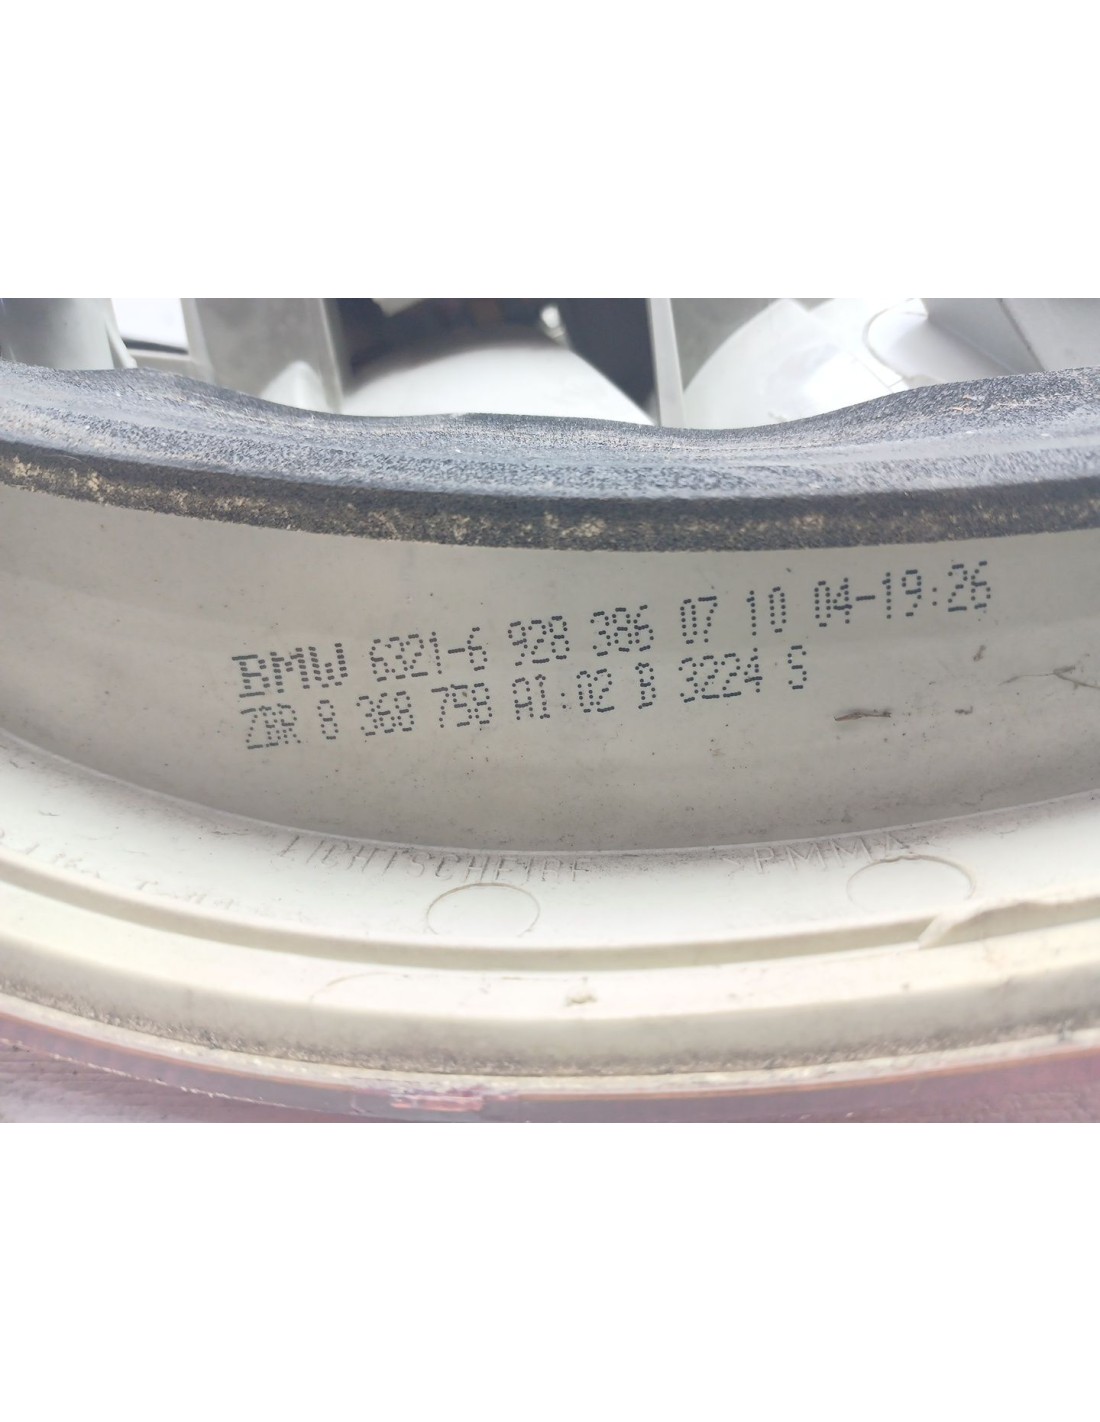 BMW 6321-6 928 386 07 10 04-19:26
ZBR 8 368 758 A1:02 B 3224 S
LICHTSCHEIBE >PMMA